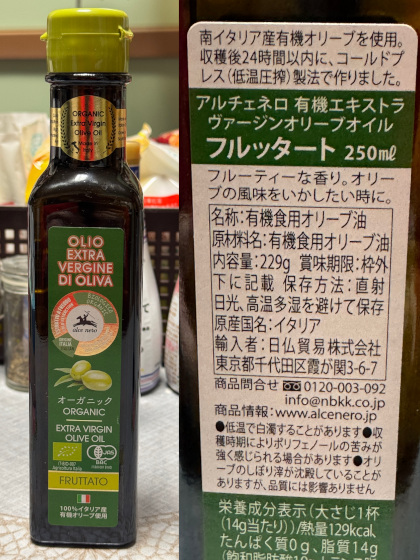 ORGANIC
Extra Virgin
Olive Oil
OLIO
EXTRA
VERGINE
DI OLIVA
alce nero
オーガニック
ORGANIC
EXTRA VIRGIN
OLIVE OIL
JAS
Agricoltura Italia
FRUTTATO
100%イタリア産
有機オリーブ使用
南イタリア産有機オリーブを使用。
収穫後24時間以内に、コールドプ
レス(低温圧搾)製法で作りました。
アルチェネロ 有機エキストラ
ヴァージンオリーブオイル
フルッタート 250mℓ
フルーティーな香り。オリー
ブの風味をいかしたい時に。
名称:有機食用オリーブ油
原材料名:有機食用オリーブ油
内容量:229g 賞味期限:枠外
下に記載 保存方法:直射
日光、高温多湿を避けて保存
原産国名:イタリア
輸入者:日仏貿易株式会社
東京都千代田区霞が関3-6-7
商品問合せ 0120-003-092
info@nbkk.co.jp
商品情報:www.alcenero.jp
●低温で白濁することがあります●収
穫時期によりポリフェノールの苦みが
強く感じられる場合があります●オリ
ーブのしぼり滓が沈殿していることが
ありますが、品質には影響ありません
栄養成分表示(大さじ1杯
(14g当たり))/熱量129kcal、
たんぱく質0g、脂質14g